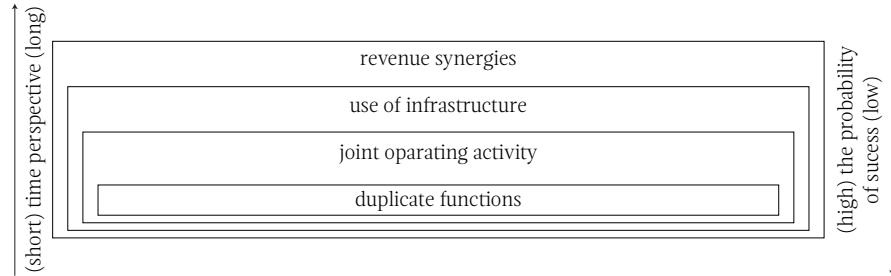 (short) time perspective (long)
revenue synergies
use of infrastructure
joint oparating activity
duplicate functions
(high) the probability
of sucess (low)